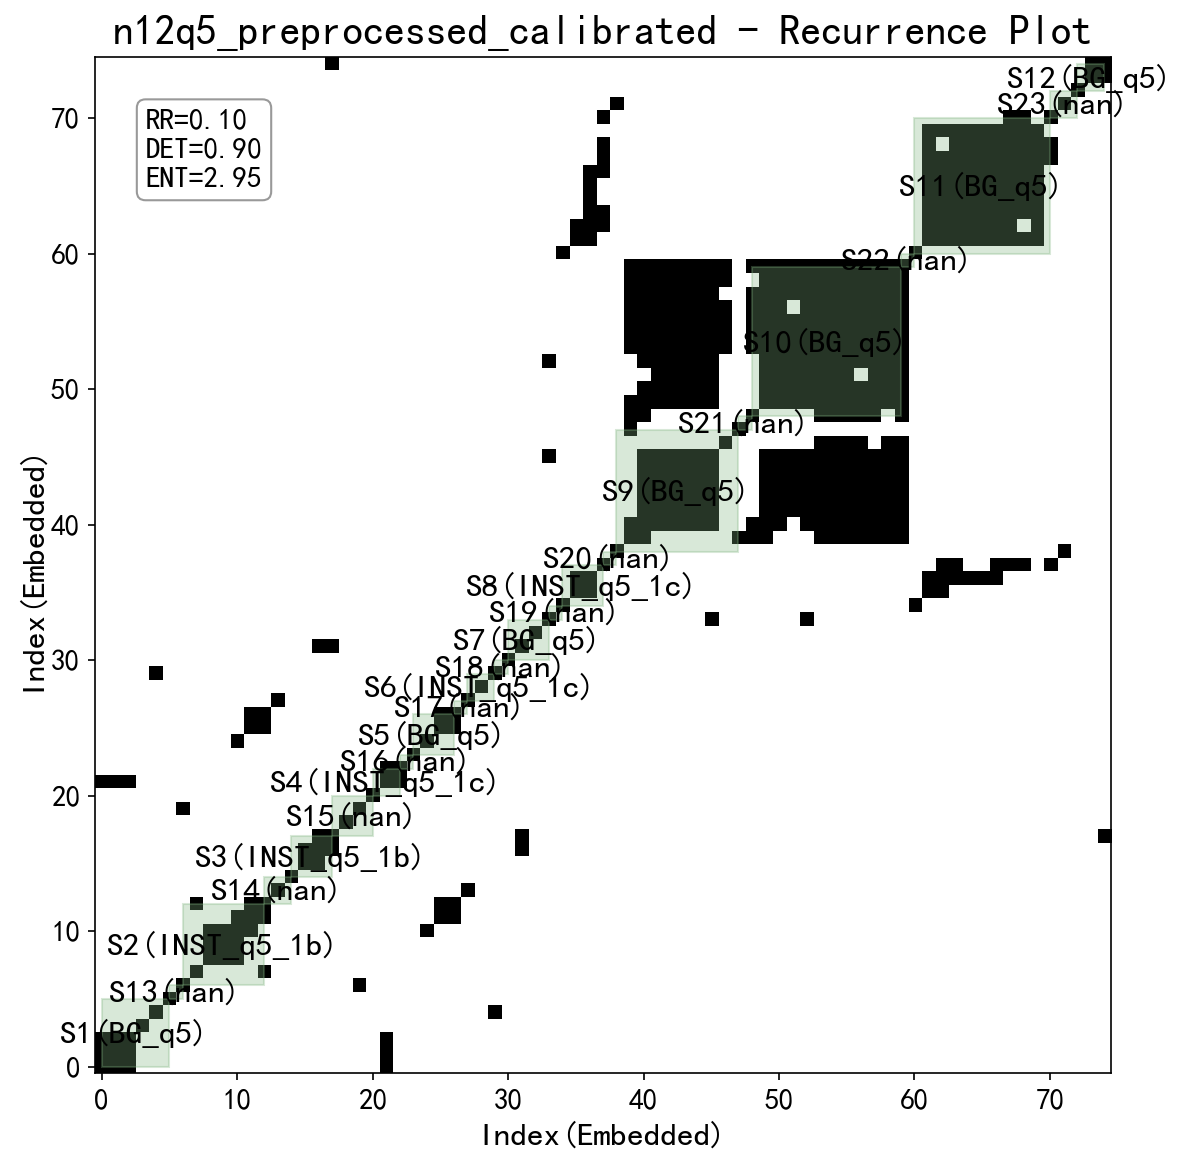 n12q5_preprocessed_calibrated - Recurrence Plot
RR=0.10
DET=0.90
ENT=2.95
S12(BG_q5)
S23(nan)
S11(BG_q5)
S22(nan)
S10(BG_q5)
S21(nan)
S9(BG_q5)
S20(nan)
S8(INST_q5_1c)
S19(nan)
S7(BG_q5)
S18(nan)
S6(INST_q5_1c)
S17(nan)
S5(BG_q5)
S16(nan)
S4(INST_q5_1c)
S15(nan)
S3(INST_q5_1b)
S14(nan)
S2(INST_q5_1b)
S13(nan)
S1(BG_q5)
70
60
50
40
30
20
10
0
Index(Embedded)
0 10 20 30 40 50 60 70
Index(Embedded)